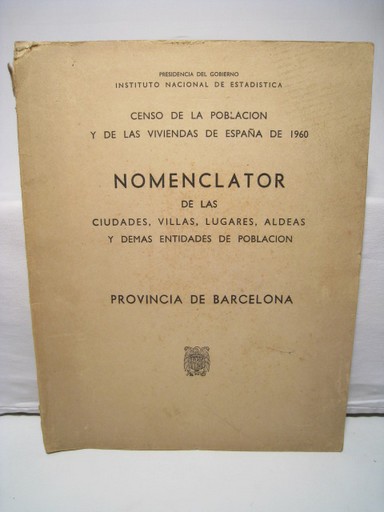 PRESIDENCIA DEL GOBIERNO
INSTITUTO NACIONAL DE ESTADISTICA
CENSO DE LA POBLACION
Y DE LAS VIVIENDAS DE ESPAÑA DE 1960
NOMENCLATOR
DE LAS
CIUDADES, VILLAS, LUGARES, ALDEAS
Y DEMAS ENTIDADES DE POBLACION
PROVINCIA DE BARCELONA